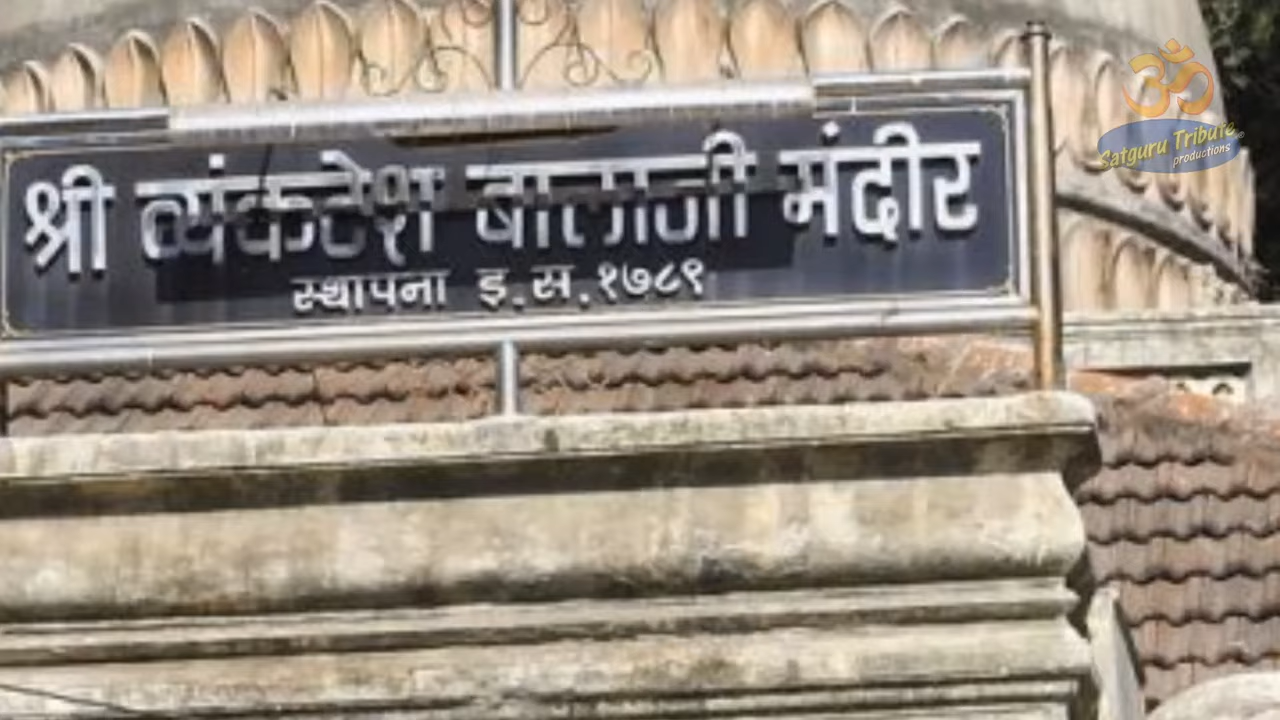 श्री व्यंकटेश बालाजी मंदीर
स्थापना इ.स.१७८९
Satguru Tribute
productions